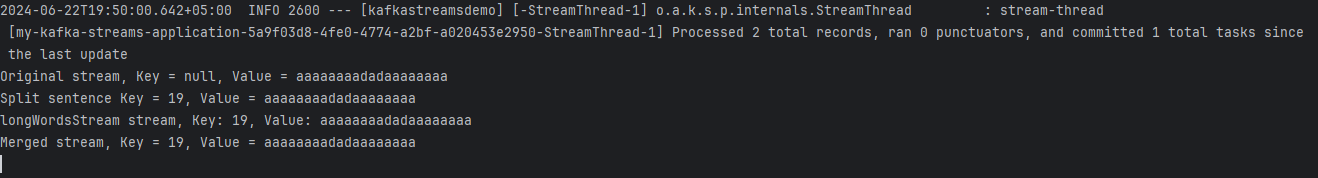 2024-06-22T19:50:00.642+05:00  INFO 2600 --- [kafkastreamsdemo] [-StreamThread-1] o.a.k.s.p.internals.StreamThread         : stream-thread
 [my-kafka-streams-application-5a9f03d8-4fe0-4774-a2bf-a020453e2950-StreamThread-1] Processed 2 total records, ran 0 punctuators, and committed 1 total tasks since
 the last update
Original stream, Key = null, Value = aaaaaaaadadaaaaaaaa
Split sentence Key = 19, Value = aaaaaaaadadaaaaaaaa
longWordsStream stream, Key: 19, Value: aaaaaaaadadaaaaaaaa
Merged stream, Key = 19, Value = aaaaaaaadadaaaaaaaa